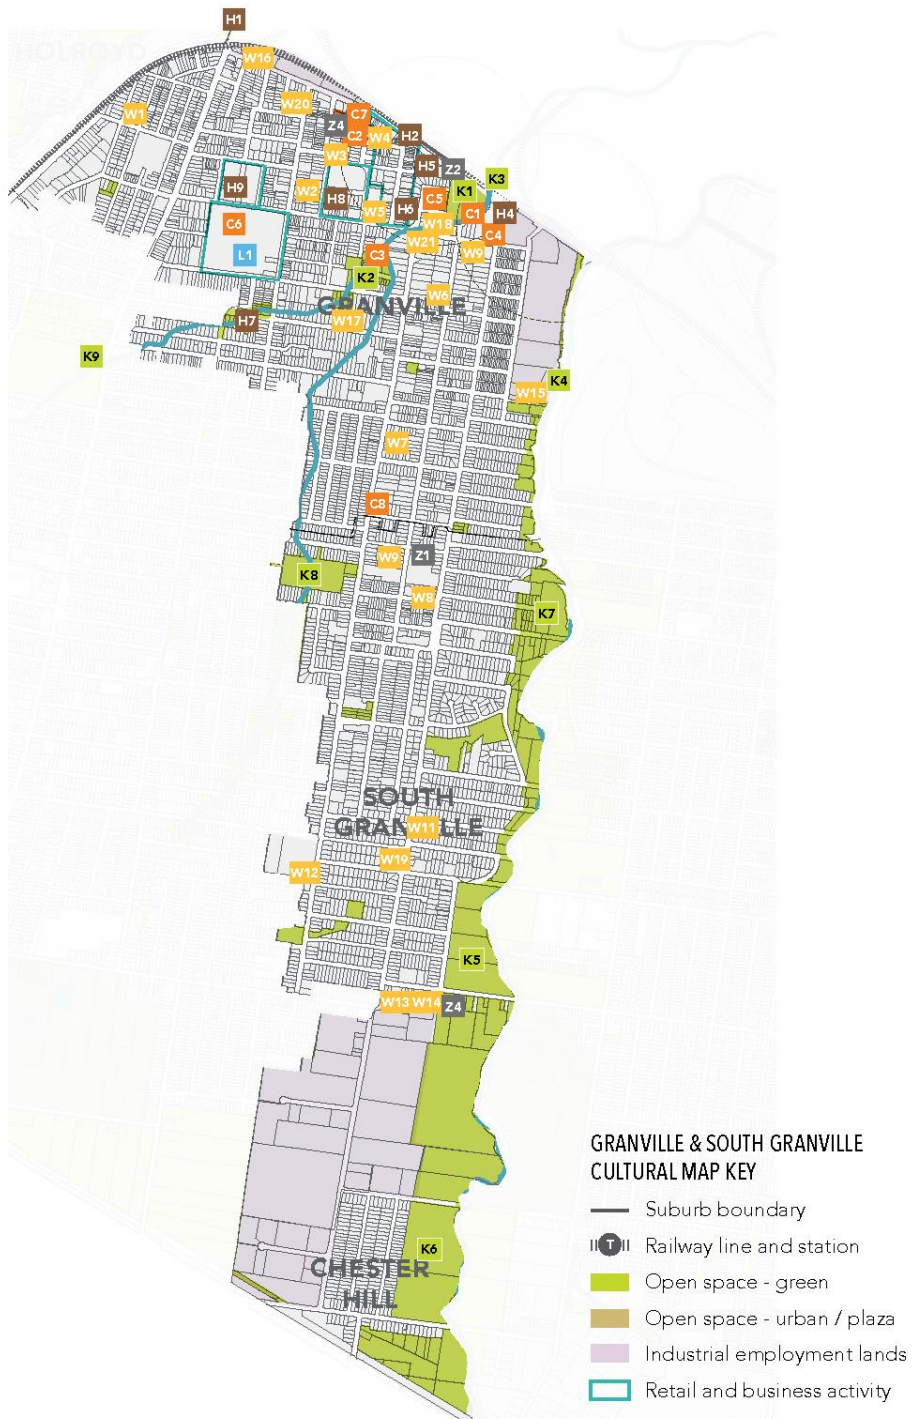 H1
HOLROYD
W16
W20
W1
C7
Z4
C2
W4
H2
W3
H5
Z2
K3
K1
H9
W2
H8
C5
W5
H6
C1
H4
C6
W18
C4
W21
L1
C3
W9
K2
W6
GRANVILLE
H7
W17
K9
K4
W15
W7
C8
W9
Z1
K8
W8
K7
SOUTH
GRANVILLE
W11
W19
W12
K5
W13
W14
Z4
K6
CHESTER
HILL
GRANVILLE & SOUTH GRANVILLE
CULTURAL MAP KEY
Suburb boundary
T Railway line and station
Open space - green
Open space - urban / plaza
Industrial employment lands
Retail and business activity